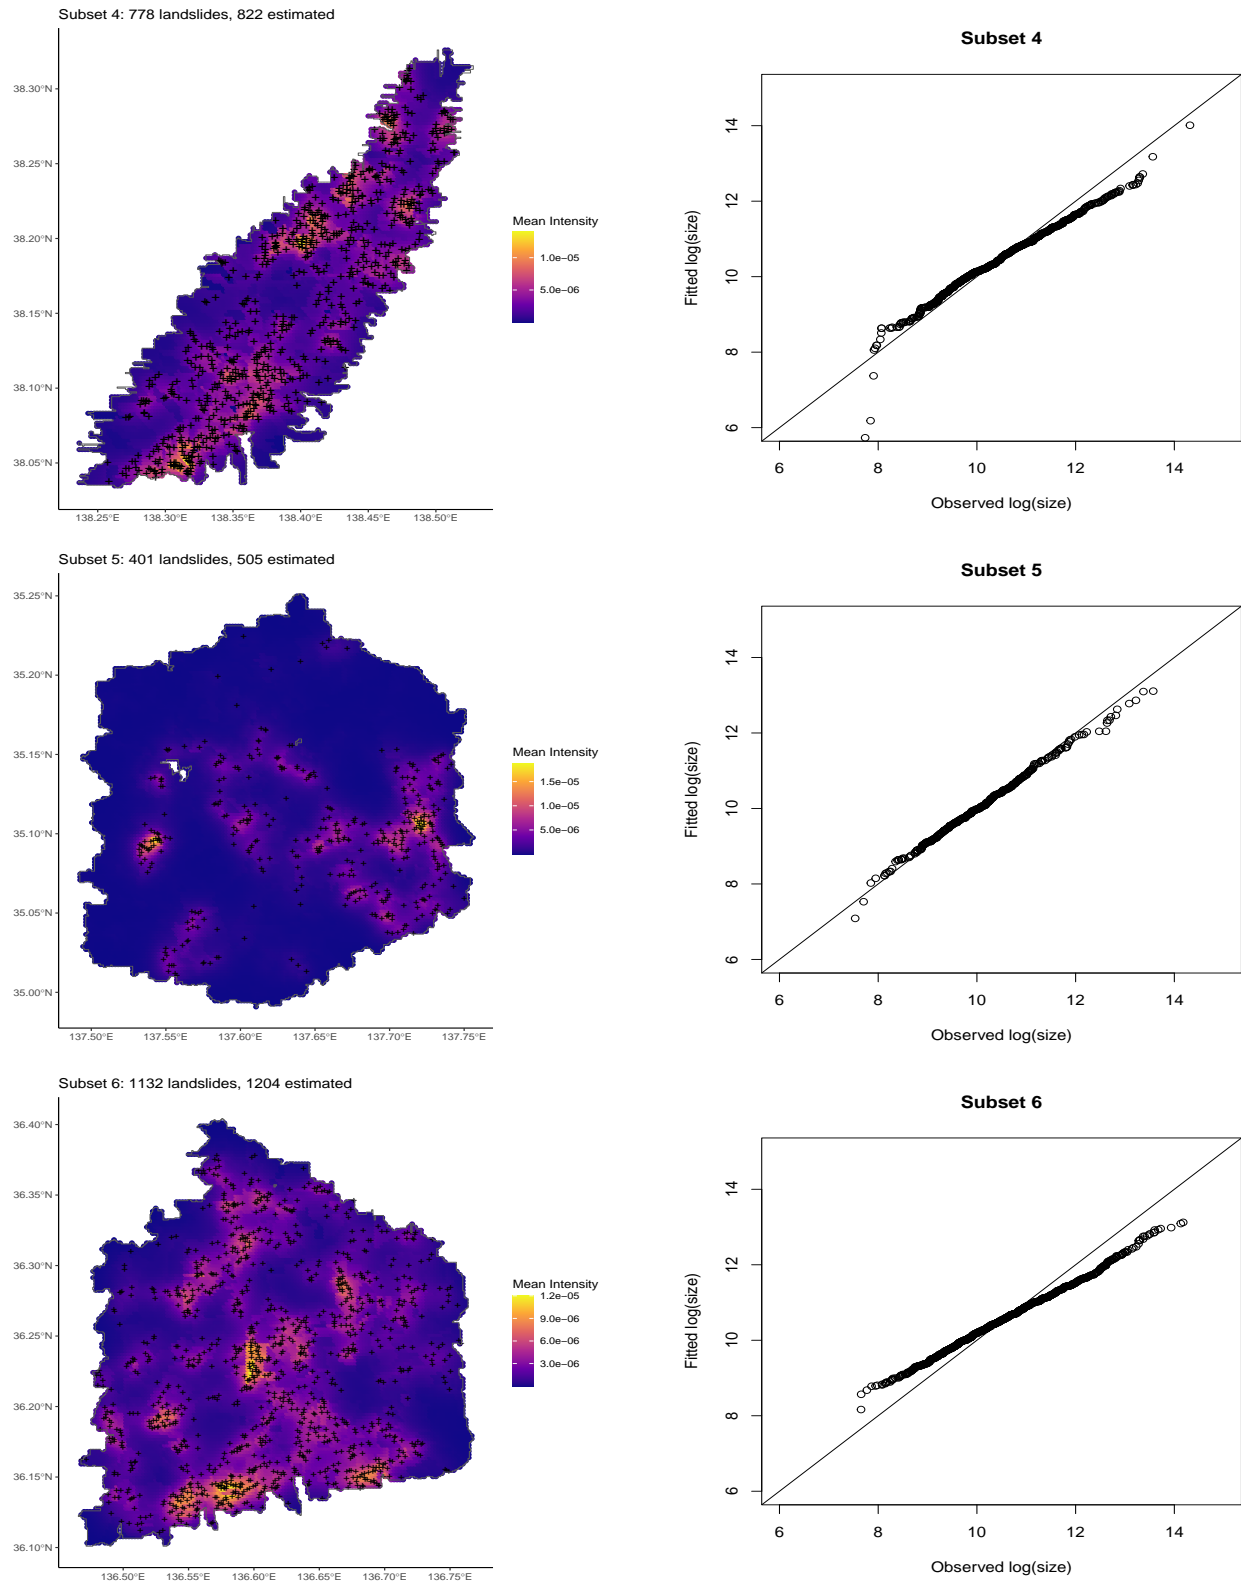 Subset 4: 778 landslides, 822 estimated
38.30°N
38.25°N
38.20°N
38.15°N
38.10°N
38.05°N
138.25°E 138.30°E 138.35°E 138.40°E 138.45°E 138.50°E
Mean Intensity
1.0e−05
5.0e−06
Subset 4
Fitted log(size)
14
12
10
8
6
6 8 10 12 14
Observed log(size)
Subset 5: 401 landslides, 505 estimated
35.25°N
35.20°N
35.15°N
35.10°N
35.05°N
35.00°N
137.50°E 137.55°E 137.60°E 137.65°E 137.70°E 137.75°E
Mean Intensity
1.5e−05
1.0e−05
5.0e−06
Subset 5
Fitted log(size)
14
12
10
8
6
6 8 10 12 14
Observed log(size)
Subset 6: 1132 landslides, 1204 estimated
36.40°N
36.35°N
36.30°N
36.25°N
36.20°N
36.15°N
36.10°N
136.50°E 136.55°E 136.60°E 136.65°E 136.70°E 136.75°E
Mean Intensity
1.2e−05
9.0e−06
6.0e−06
3.0e−06
Subset 6
Fitted log(size)
14
12
10
8
6
6 8 10 12 14
Observed log(size)